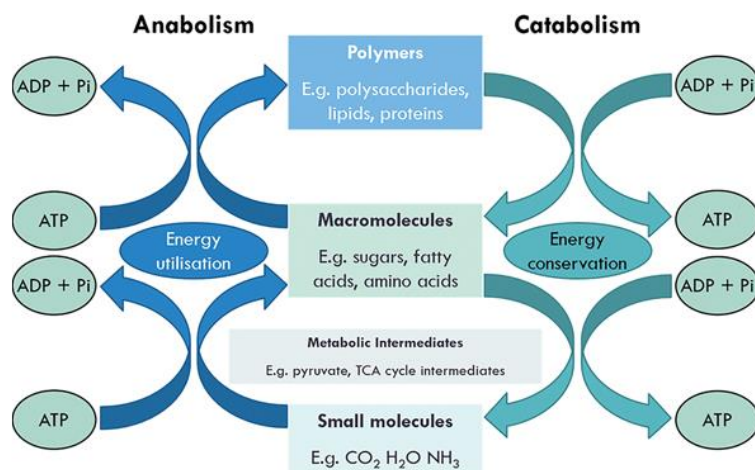 Anabolism
Catabolism
Polymers
E.g. polysaccharides,
lipids, proteins
ADP + Pi
ADP + Pi
ATP
ATP
Macromolecules
E.g. sugars, fatty
acids, amino acids
Energy
utilisation
Energy
conservation
ADP + Pi
ADP + Pi
Metabolic Intermediates
E.g. pyruvate, TCA cycle intermediates
ATP
ATP
Small molecules
E.g. CO₂ H₂O NH₃